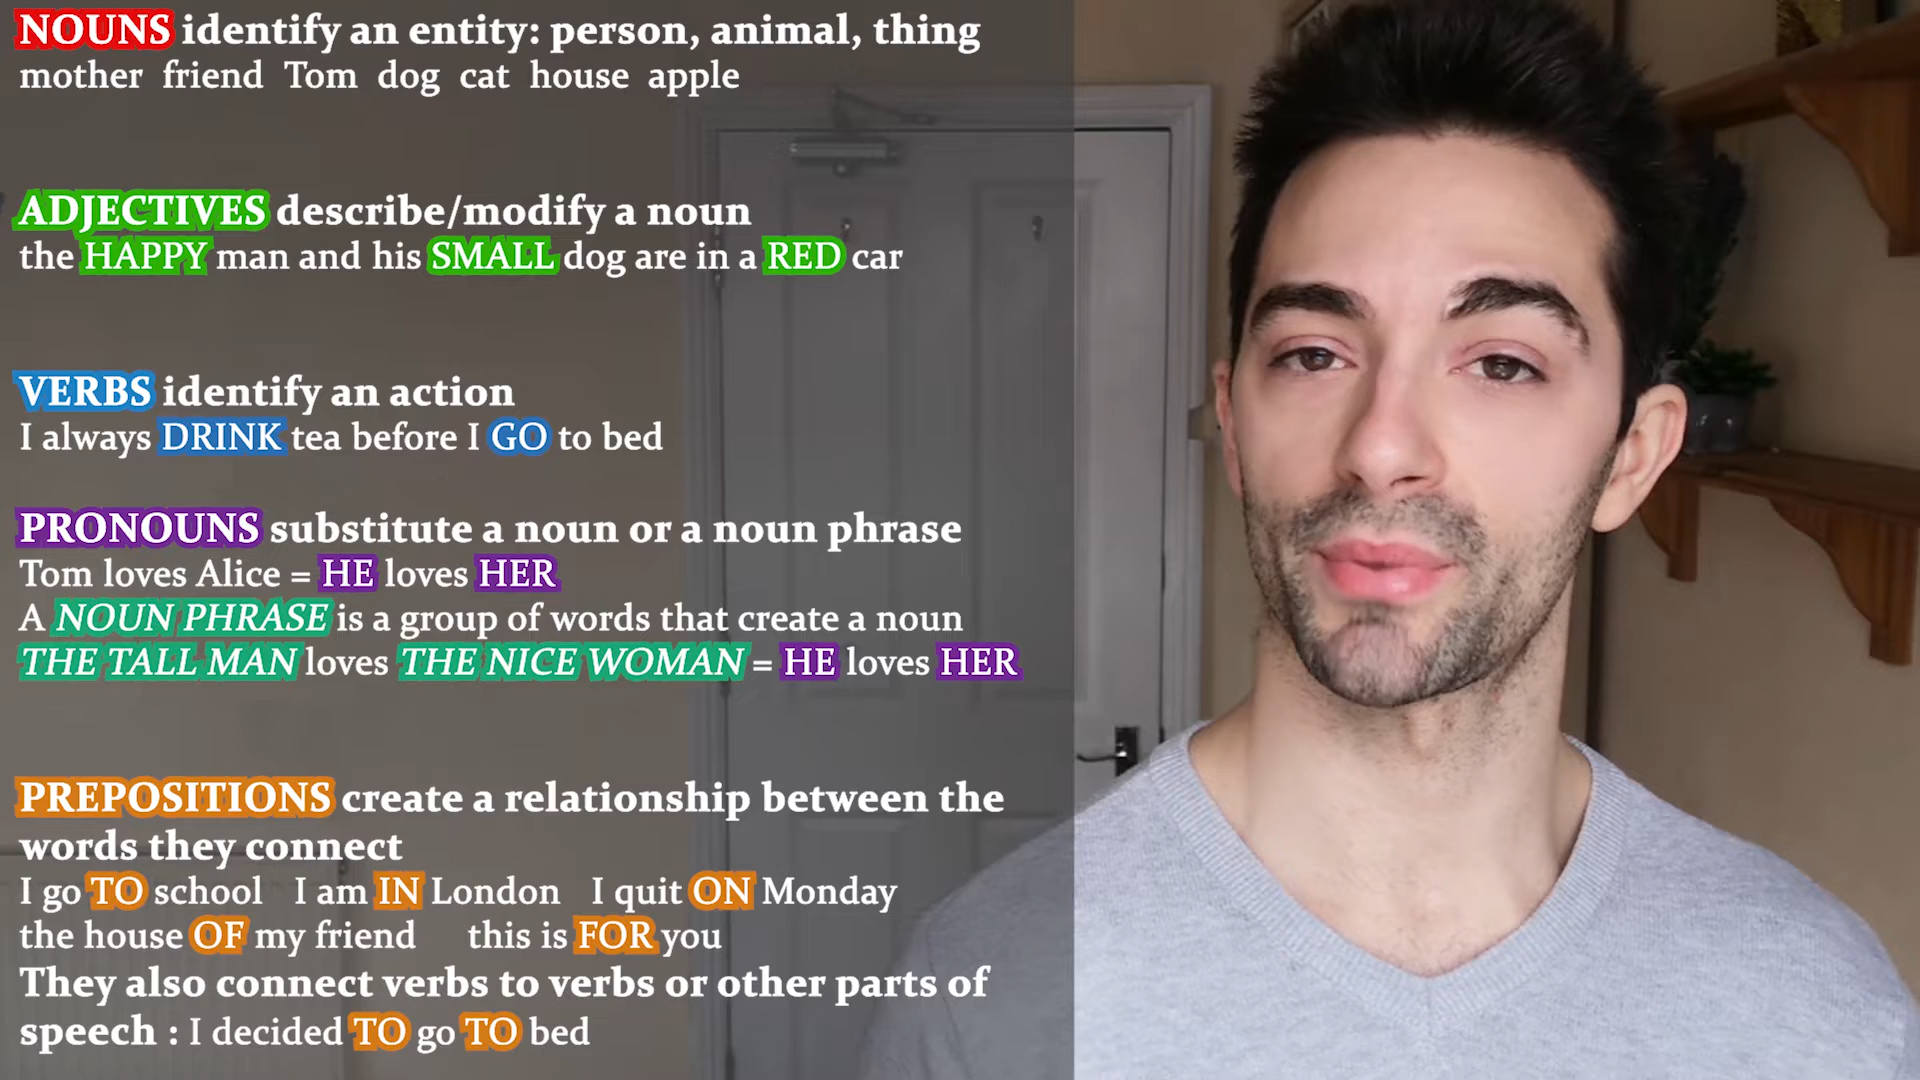 NOUNS identify an entity: person, animal, thing
mother friend Tom dog cat house apple
ADJECTIVES describe/modify a noun
the HAPPY man and his SMALL dog are in a RED car
VERBS identify an action
I always DRINK tea before I GO to bed
PRONOUNS substitute a noun or a noun phrase
Tom loves Alice = HE loves HER
A NOUN PHRASE is a group of words that create a noun
THE TALL MAN loves THE NICE WOMAN = HE loves HER
PREPOSITIONS create a relationship between the
words they connect
I go TO school I am IN London I quit ON Monday
the house OF my friend this is FOR you
They also connect verbs to verbs or other parts of
speech : I decided TO go TO bed